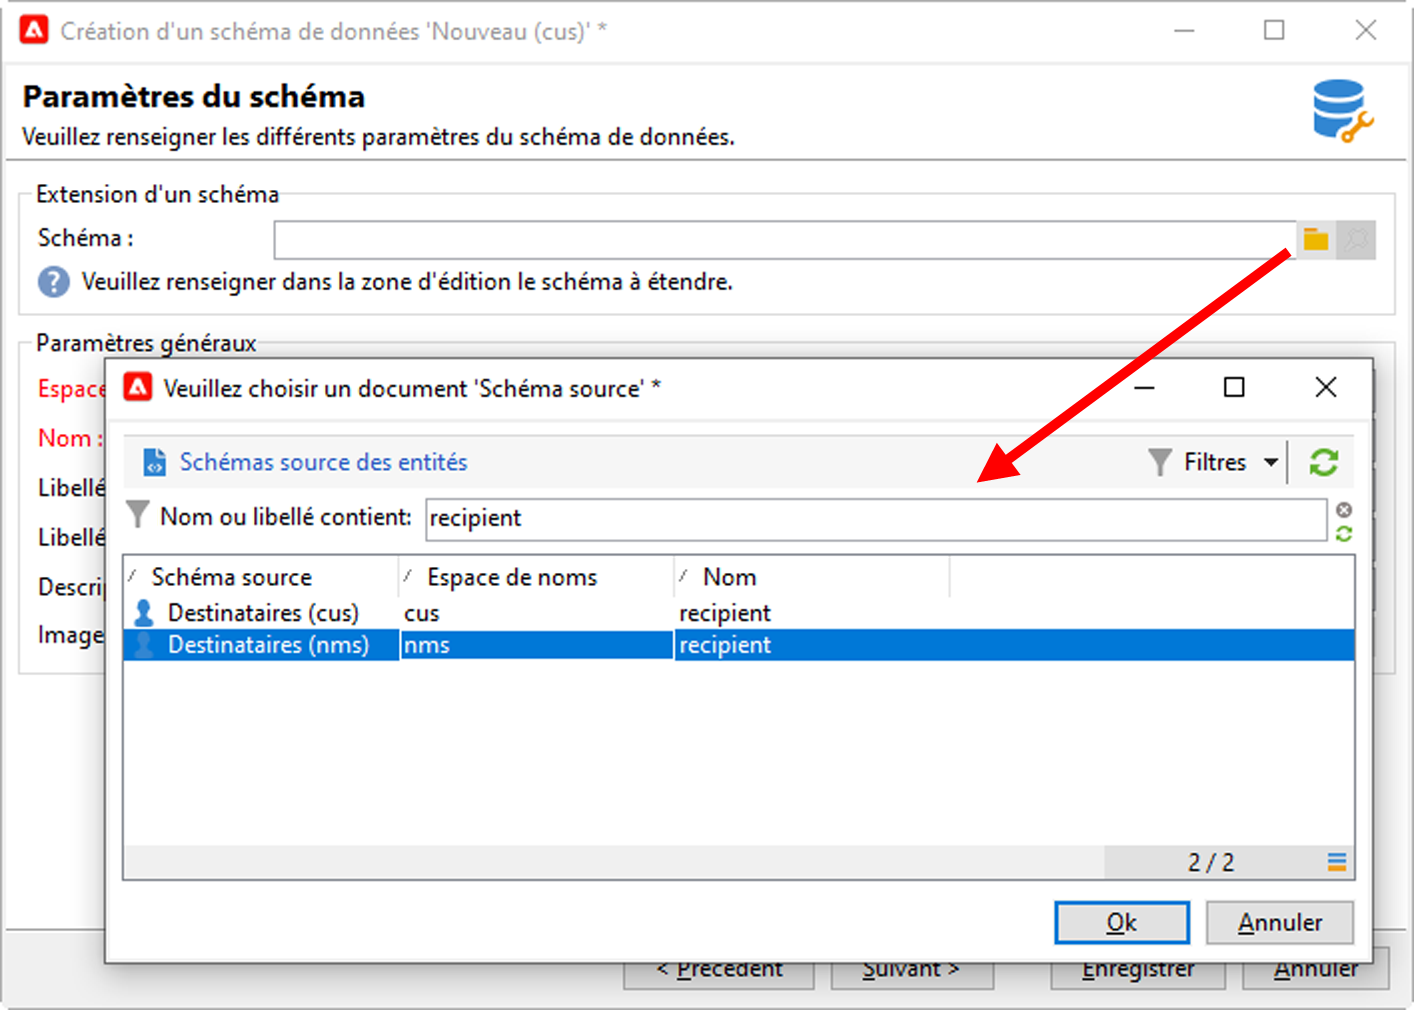 Création d'un schéma de données 'Nouveau (cus)' *
Paramètres du schéma
Veuillez renseigner les différents paramètres du schéma de données.
Extension d'un schéma
Schéma :
? Veuillez renseigner dans la zone d'édition le schéma à étendre.
Paramètres généraux
Espace
Nom :
Libellé
Libellé
Descri
Image
Veuillez choisir un document 'Schéma source' *
Schémas source des entités
Filtres
Nom ou libellé contient: recipient
Schéma source Espace de noms Nom
Destinataires (cus) cus recipient
Destinataires (nms) nms recipient
2 / 2
Ok Annuler
< Précédent Suivant > Enregistrer Annuler